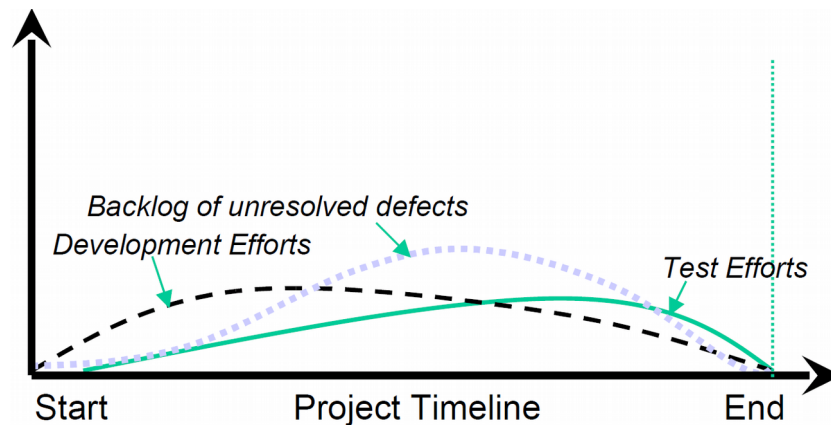 Backlog of unresolved defects
Development Efforts
Test Efforts
Start Project Timeline End